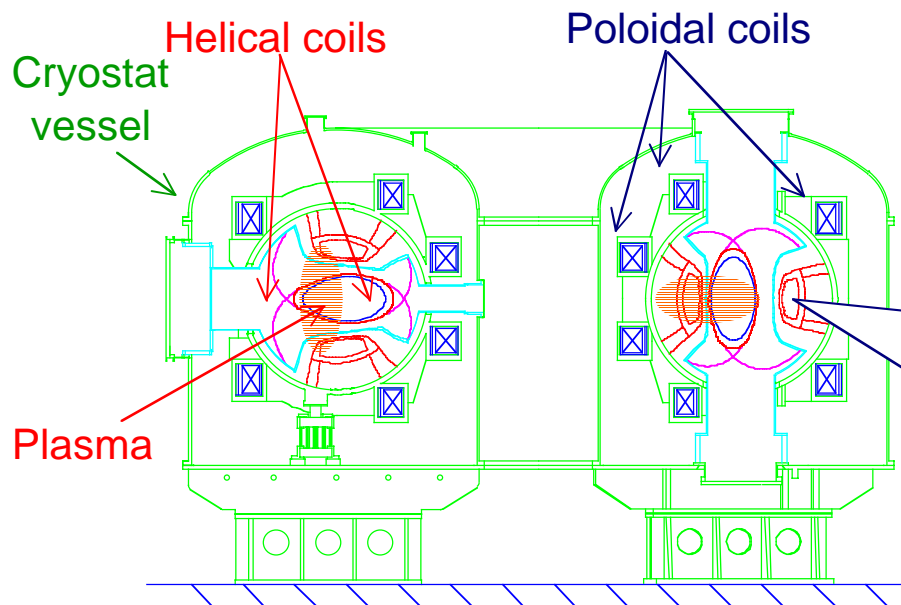 Helical coils
Poloidal coils
Cryostat
vessel
Plasma